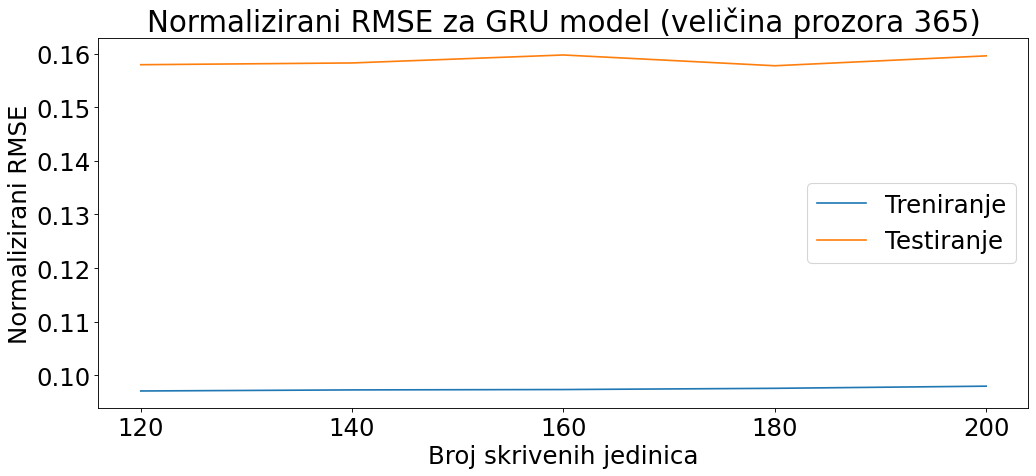 Normalizirani RMSE za GRU model (veličina prozora 365)
Normalizirani RMSE
0.16
0.15
0.14
0.13
0.12
0.11
0.10
Treniranje
Testiranje
120 140 160 180 200
Broj skrivenih jedinica